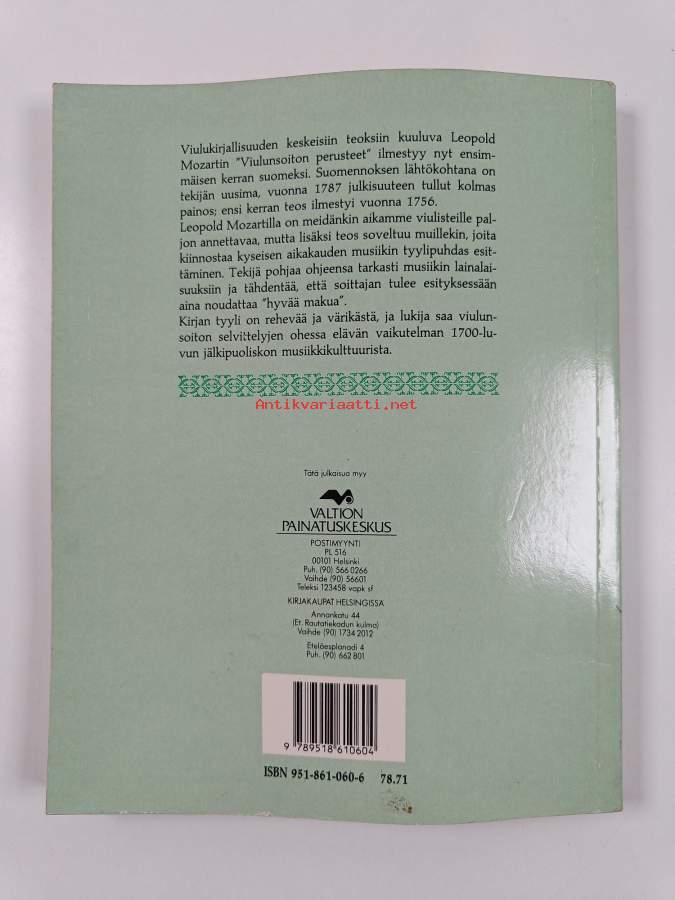 Viulukirjallisuuden keskeisiin teoksiin kuuluva Leopold
Mozartin "Viulunsoiton perusteet" ilmestyy nyt ensim-
mäisen kerran suomeksi. Suomennoksen lähtökohtana on
tekijän uusima, vuonna 1787 julkisuuteen tullut kolmas
painos; ensi kerran teos ilmestyi vuonna 1756.
Leopold Mozartilla on meidänkin aikamme viulisteille pal-
jon annettavaa, mutta lisäksi teos soveltuu muillekin, joita
kiinnostaa kyseisen aikakauden musiikin tyylipuhdas esit-
täminen. Tekijä pohjaa ohjeensa tarkasti musiikin lainalai-
suuksiin ja tähdentää, että soittajan tulee esityksessään
aina noudattaa "hyvää makua".
Kirjan tyyli on rehevää ja värikästä, ja lukija saa viulun-
soiton selvittelyjen ohessa elävän vaikutelman 1700-lu-
vun jälkipuoliskon musiikkikulttuurista.
Antikvariaatti.net
Tätä julkaisua myy
VALTION
PAINATUSKESKUS
POSTIMYYNTI
PL 516
00101 Helsinki
Puh. (90) 566 0266
Vaihde (90) 56601
Teleksi 123458 vapk sf
KIRJAKAUPAT HELSINGISSÄ
Annankatu 44
(Et. Rautatiekadun kulma)
Vaihde (90) 1734 2012
Eteläesplanadi 4
Puh. (90) 662 801
9 789518 610604
ISBN 951-861-060-6 78.71